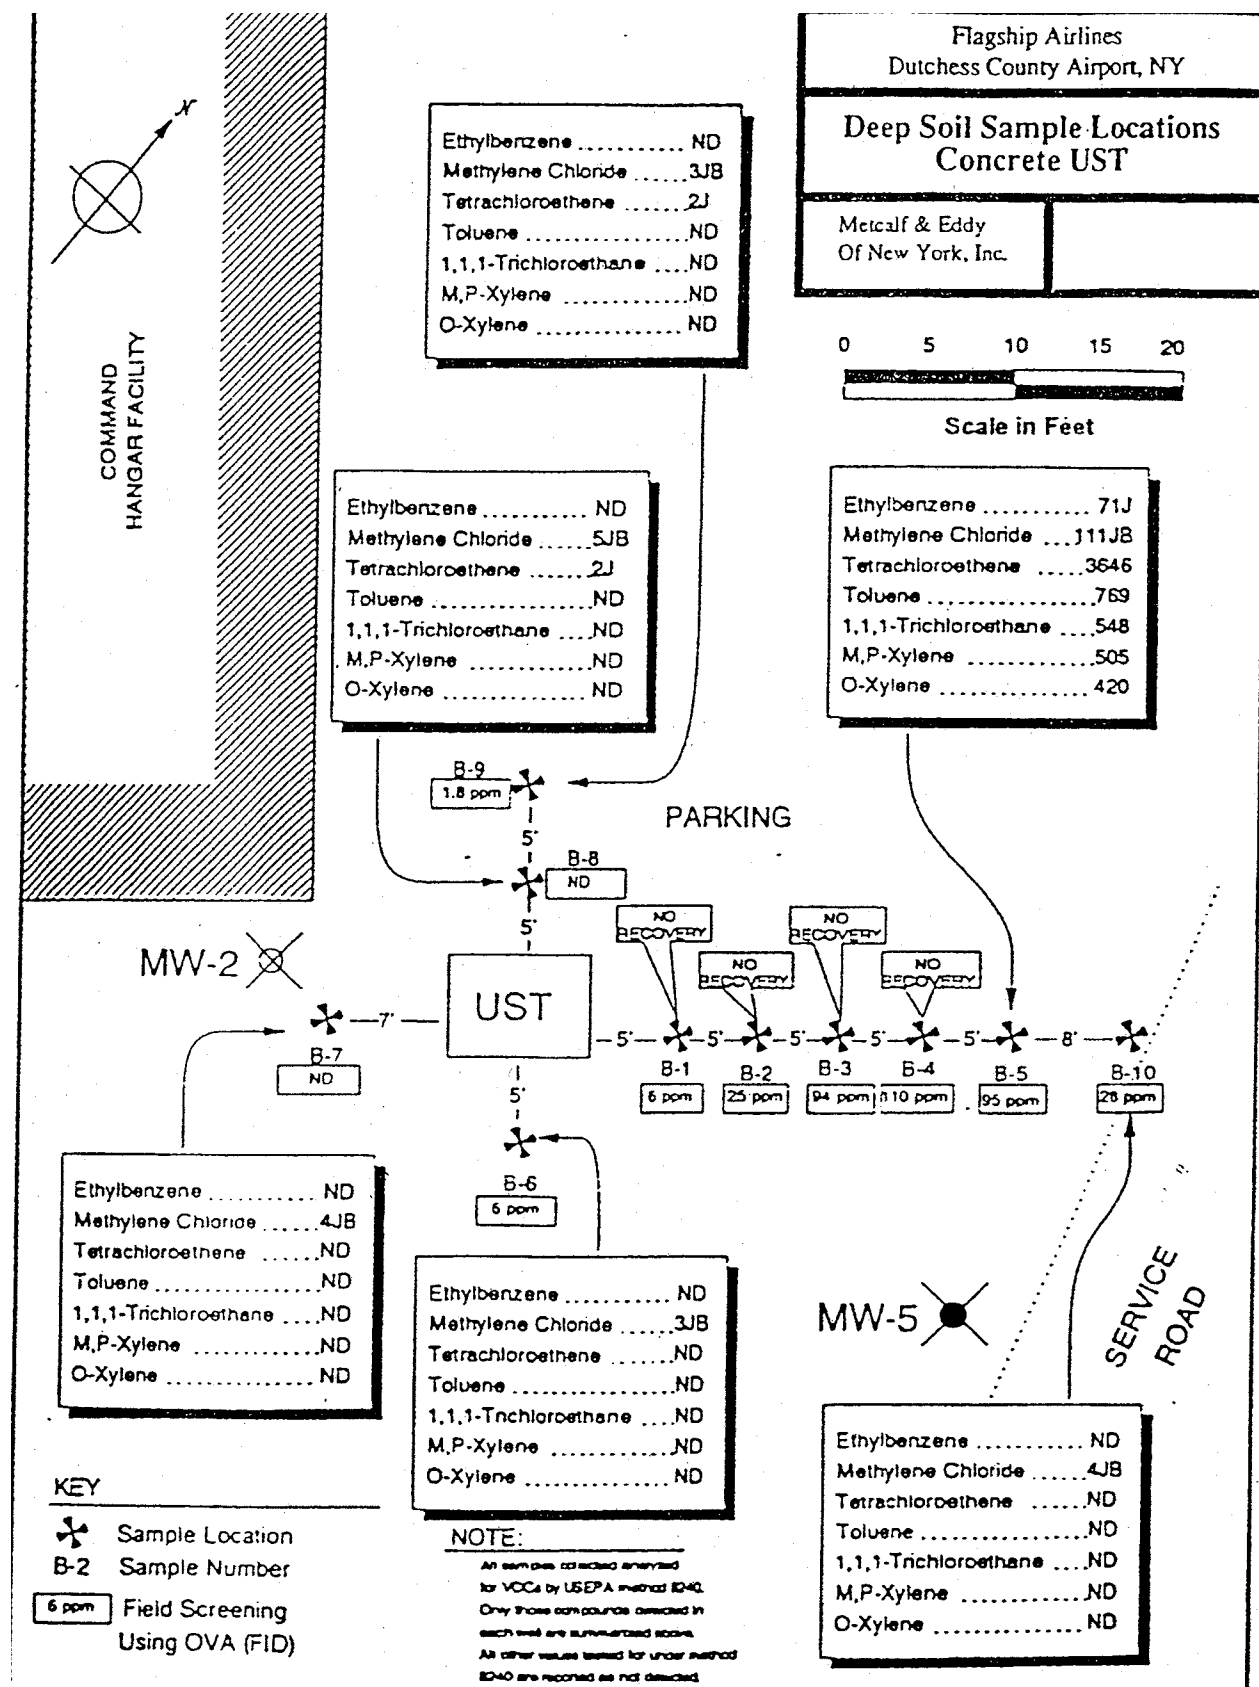 Flagship Airlines
Dutchess County Airport, NY
Deep Soil Sample Locations
Concrete UST
Metcalf & Eddy
Of New York, Inc.
N
COMMAND
HANGAR FACILITY
0 5 10 15 20
Scale in Feet
Ethylbenzene ........... ND
Methylene Chloride ......3JB
Tetrachloroethene ......2J
Toluene .................ND
1,1,1-Trichloroethane ....ND
M,P-Xylene .............ND
O-Xylene ............... ND
Ethylbenzene ........... ND
Methylene Chloride .....5JB
Tetrachloroethene .....2J
Toluene .................ND
1,1,1-Trichloroethane ....ND
M,P-Xylene .............ND
O-Xylene ............... ND
Ethylbenzene ........... 71J
Methylene Chloride ...111JB
Tetrachloroethene .....3646
Toluene .................769
1,1,1-Trichloroethane ....548
M,P-Xylene .............505
O-Xylene ............... 420
B-9
1.8 ppm
PARKING
5'
B-8
ND
5'
NO
RECOVERY
NO
RECOVERY
NO
RECOVERY
NO
RECOVERY
MW-2
UST
7'
5' 5' 5' 5' 5' 8'
B-7
ND
B-1 B-2 B-3 B-4 B-5 B-10
6 ppm 25 ppm 94 ppm 110 ppm 95 ppm 28 ppm
5'
B-6
6 ppm
Ethylbenzene ........... ND
Methylene Chloride ......4JB
Tetrachloroethene ......ND
Toluene .................ND
1,1,1-Trichloroethane ....ND
M,P-Xylene .............ND
O-Xylene ............... ND
Ethylbenzene ........... ND
Methylene Chloride .....3JB
Tetrachloroethene ......ND
Toluene .................ND
1,1,1-Trichloroethane ....ND
M,P-Xylene .............ND
O-Xylene ............... ND
MW-5
SERVICE
ROAD
Ethylbenzene ........... ND
Methylene Chloride .....4JB
Tetrachloroethene ......ND
Toluene .................ND
1,1,1-Trichloroethane ....ND
M,P-Xylene .............ND
O-Xylene ............... ND
KEY
Sample Location
B-2 Sample Number
6 ppm Field Screening
Using OVA (FID)
NOTE:
All samples collected analyzed
for VOCs by USEPA method 8240.
Only those compounds detected in
each well are summarized above.
All other values tested for under method
8240 are reported as not detected.